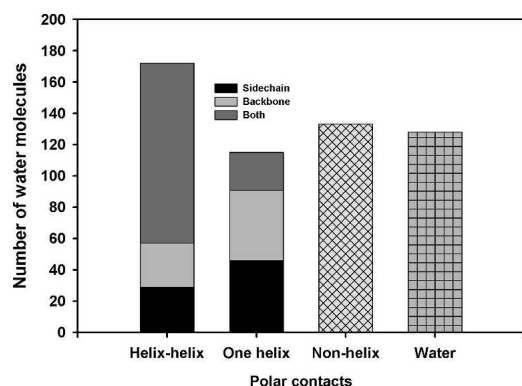 Number of water molecules
200
180
160
140
120
100
80
60
40
20
0
Sidechain
Backbone
Both
Helix-helix One helix Non-helix Water
Polar contacts